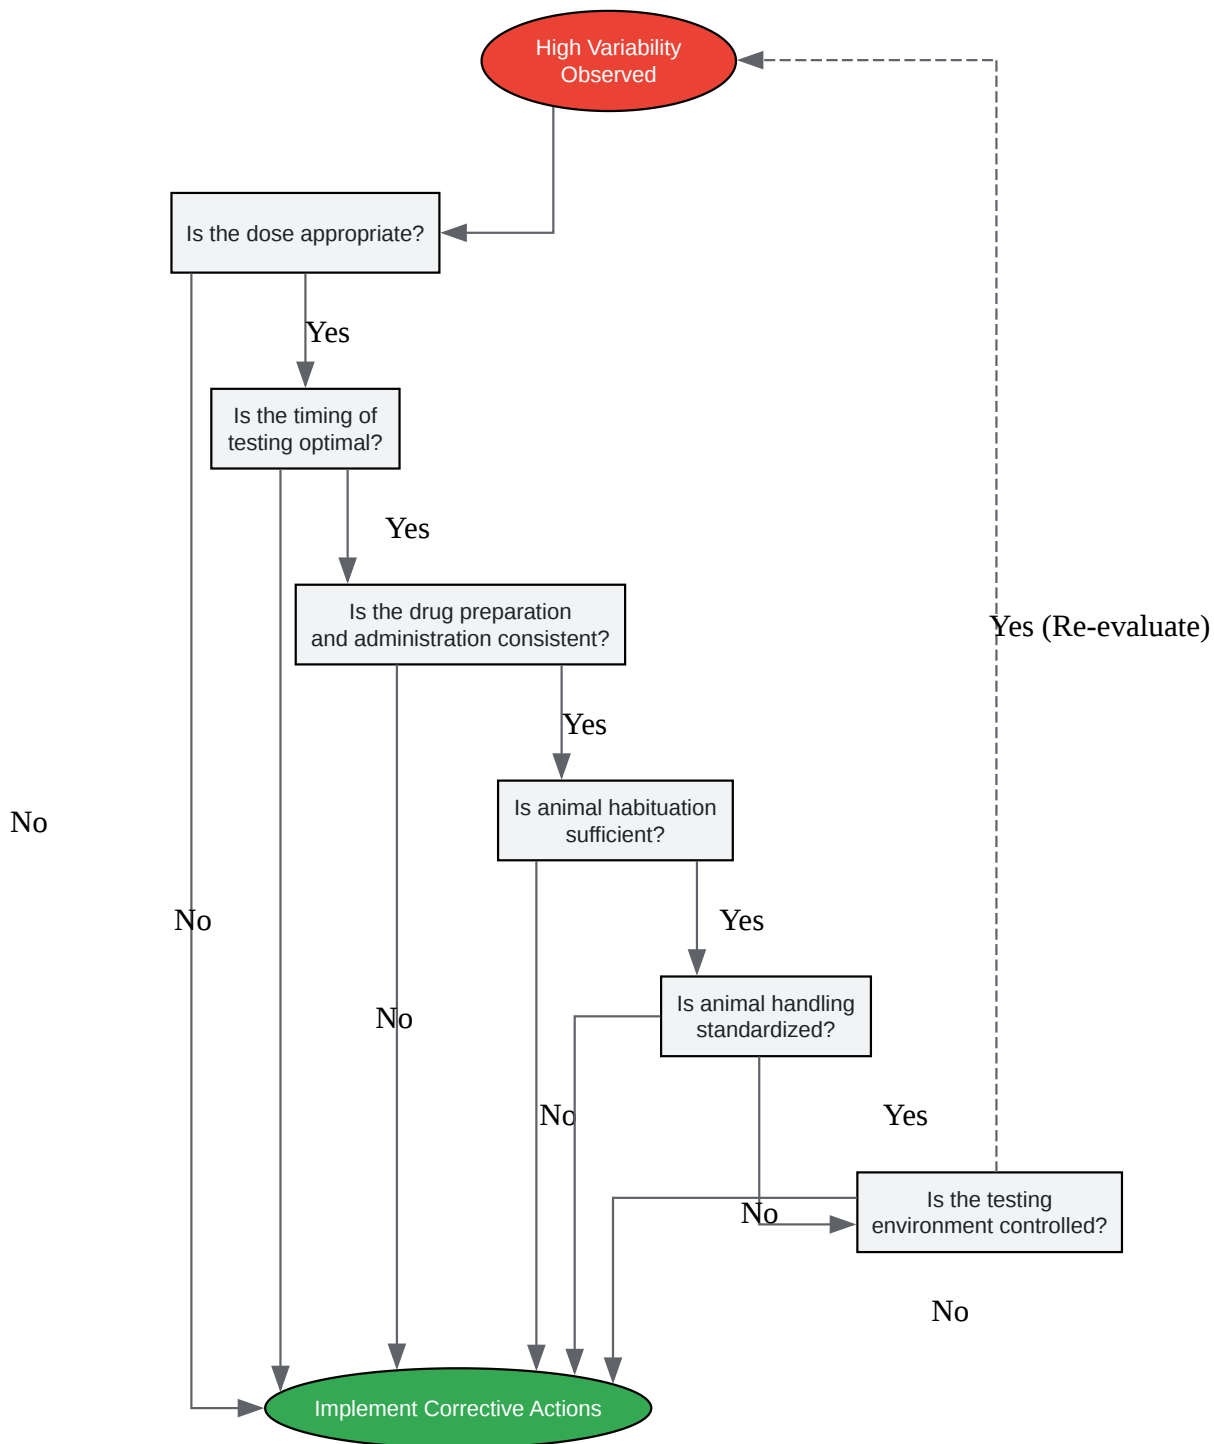 High Variability
Observed
Is the dose appropriate?
Yes
Is the timing of
testing optimal?
Yes
Is the drug preparation
and administration consistent?
Yes (Re-evaluate)
Yes
Is animal habituation
sufficient?
No
No
Yes
Is animal handling
standardized?
No
No
Yes
Is the testing
environment controlled?
No
No
Implement Corrective Actions